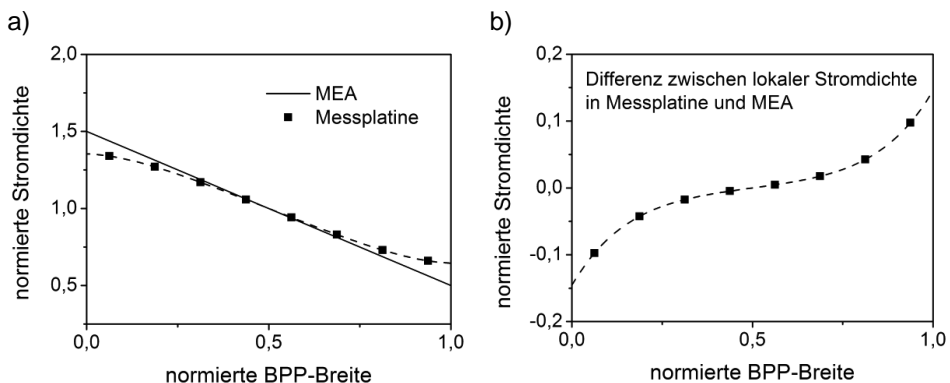 a)
2,0
1,5
1,0
0,5
0,0
0,5
1,0
normierte Stromdichte
normierte BPP-Breite
MEA
Messplatine
b)
0,2
0,1
0,0
-0,1
-0,2
0,0
0,5
1,0
normierte Stromdichte
normierte BPP-Breite
Differenz zwischen lokaler Stromdichte
in Messplatine und MEA